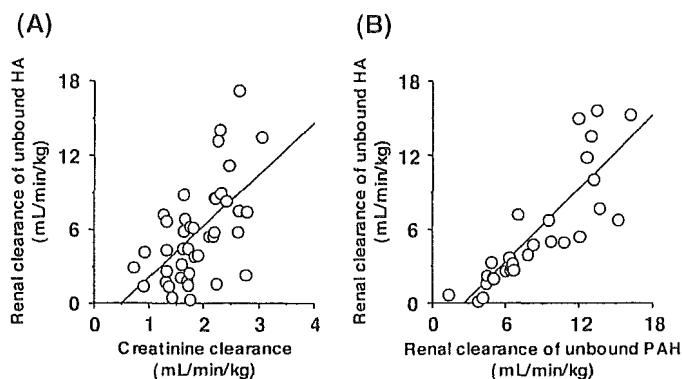 (A)
Renal clearance of unbound HA
(mL/min/kg)
18
12
6
0
0
1
2
3
4
Creatinine clearance
(mL/min/kg)
(B)
Renal clearance of unbound HA
(mL/min/kg)
18
12
6
0
0
6
12
18
Renal clearance of unbound PAH
(mL/min/kg)